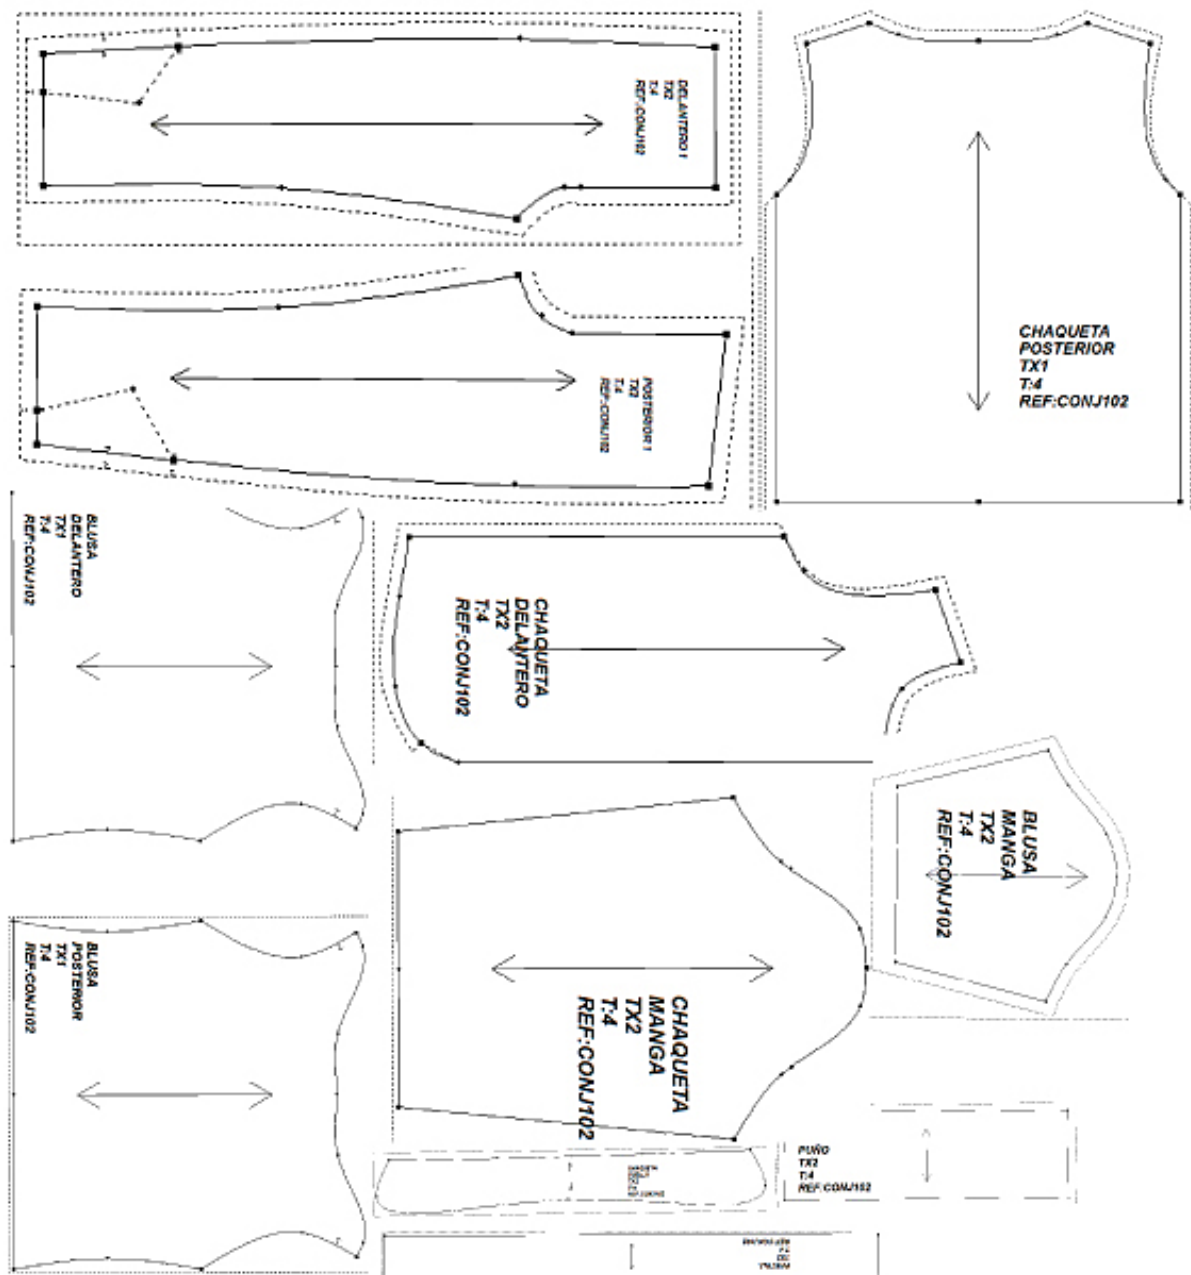 DELANTERO 1
TX2
T:4
REF:CONJ102
CHAQUETA
POSTERIOR
TX1
T:4
REF:CONJ102
POSTERIOR 1
TX2
T:4
REF:CONJ102
BLUSA
DELANTERO
TX1
T:4
REF:CONJ102
CHAQUETA
DELANTERO
TX2
T:4
REF:CONJ102
BLUSA
MANGA
TX2
T:4
REF:CONJ102
BLUSA
POSTERIOR
TX1
T:4
REF:CONJ102
CHAQUETA
MANGA
TX2
T:4
REF:CONJ102
PUÑO
TX2
T:4
REF:CONJ102